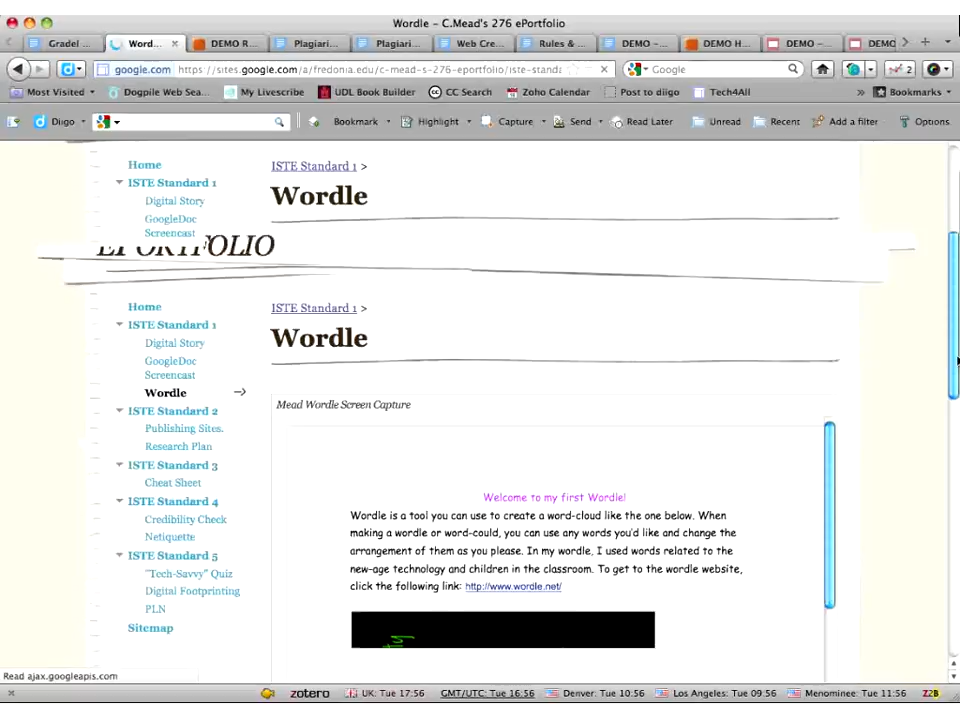 Wordle – C.Mead's 276 ePortfolio
Gradel ...
Word...
DEMO R...
Plagiari...
Plagiari...
Web Cre...
Rules & ...
DEMO –...
DEMO H...
DEMO –...
DEMO
google.com https://sites.google.com/a/fredonia.edu/c-mead-s-276-eportfolio/iste-standa
Google
2
Most Visited
Dogpile Web Sea...
My Livescribe
UDL Book Builder
CC Search
Zoho Calendar
Post to diigo
Tech4All
»
Bookmarks
Diigo
Bookmark
Highlight
Capture
Send
Read Later
Unread
Recent
Add a filter
Options
Home
ISTE Standard 1
Digital Story
GoogleDoc
Screencast
ISTE Standard 1 >
Wordle
EPORTFOLIO
Home
ISTE Standard 1
Digital Story
GoogleDoc
Screencast
Wordle
ISTE Standard 2
Publishing Sites.
Research Plan
ISTE Standard 3
Cheat Sheet
ISTE Standard 4
Credibility Check
Netiquette
ISTE Standard 5
"Tech-Savvy" Quiz
Digital Footprinting
PLN
Sitemap
ISTE Standard 1 >
Wordle
Mead Wordle Screen Capture
Welcome to my first Wordle!
Wordle is a tool you can use to create a word-cloud like the one below. When
making a wordle or word-could, you can use any words you'd like and change the
arrangement of them as you please. In my wordle, I used words related to the
new-age technology and children in the classroom. To get to the wordle website,
click the following link: http://www.wordle.net/
Read ajax.googleapis.com
zotero
UK: Tue 17:56
GMT/UTC: Tue 16:56
Denver: Tue 10:56
Los Angeles: Tue 09:56
Menominee: Tue 11:56
Z2B